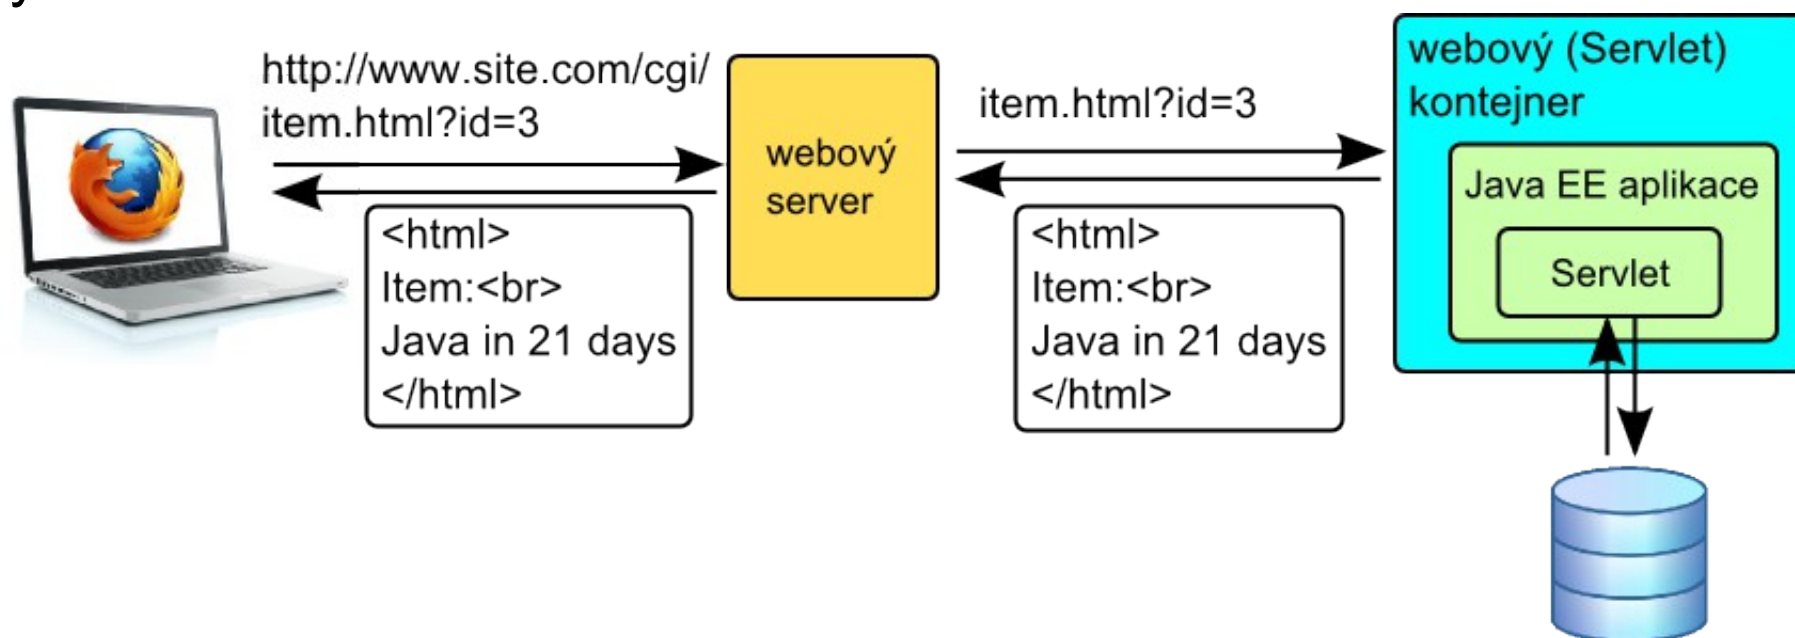 http://www.site.com/cgi/
item.html?id=3
<html>
Item:<br>
Java in 21 days
</html>
webový
server
item.html?id=3
<html>
Item:<br>
Java in 21 days
</html>
webový (Servlet)
kontejner
Java EE aplikace
Servlet